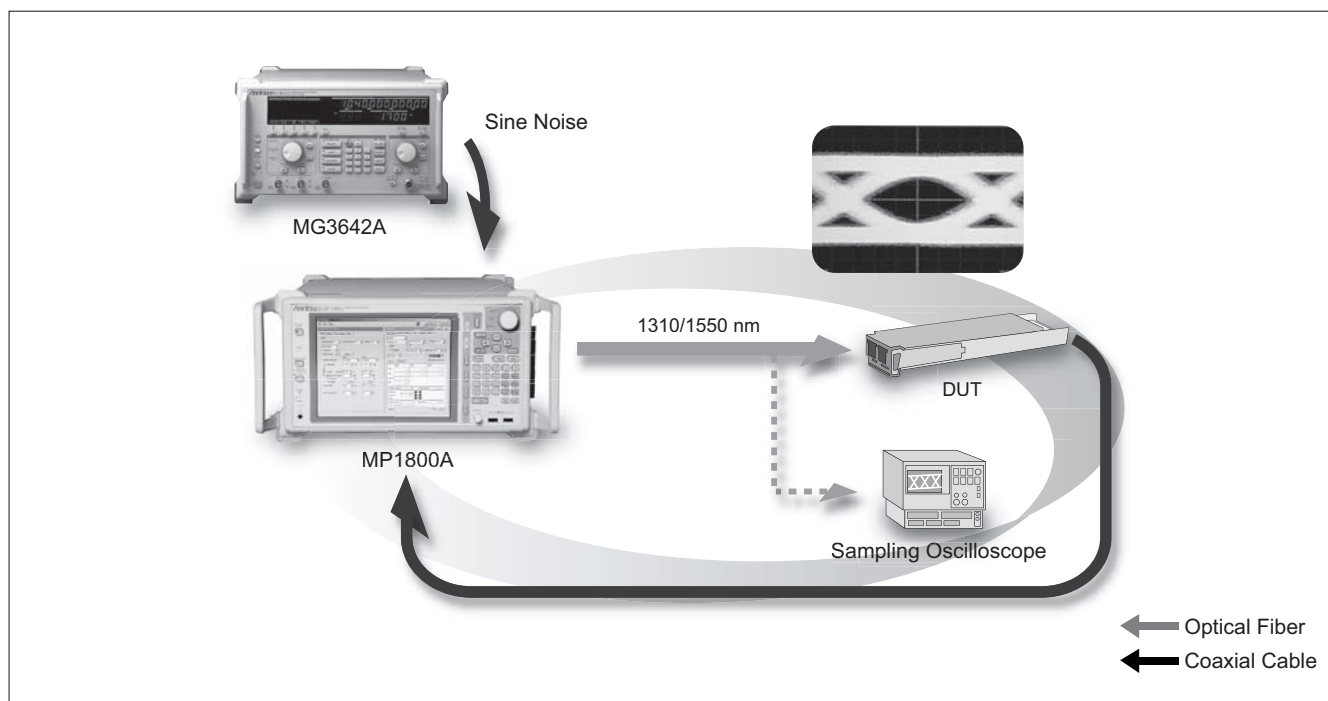 Sine Noise
MG3642A
1310/1550 nm
DUT
MP1800A
Sampling Oscilloscope
Optical Fiber
Coaxial Cable